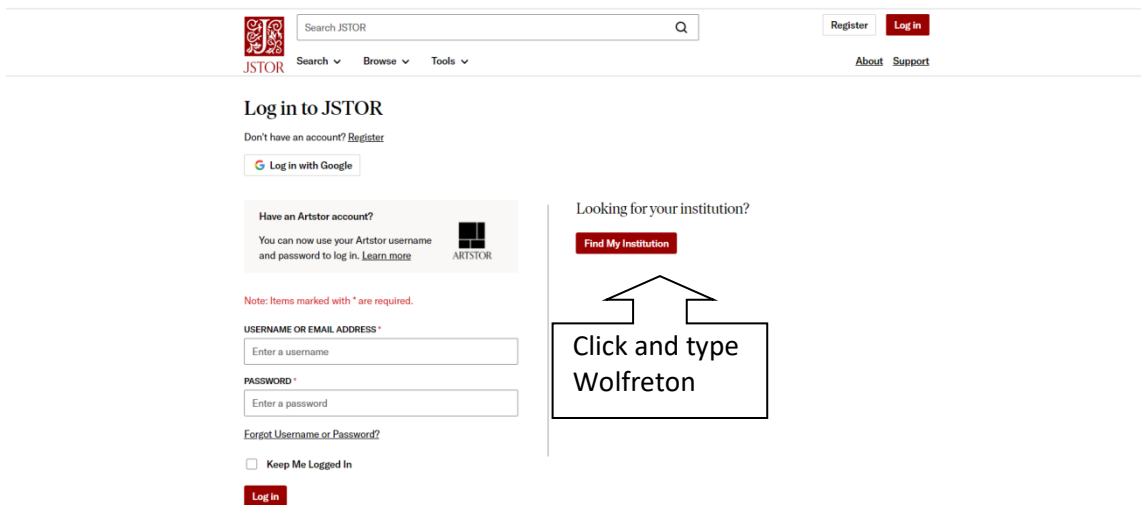 Search JSTOR
Register
Log in
JSTOR
Search
Browse
Tools
About
Support
Log in to JSTOR
Don't have an account? Register
G Log in with Google
Have an Artstor account?
You can now use your Artstor username
and password to log in. Learn more
ARTSTOR
Looking for your institution?
Find My Institution
Click and type
Wolfreton
Note: Items marked with * are required.
USERNAME OR EMAIL ADDRESS *
Enter a username
PASSWORD *
Enter a password
Forgot Username or Password?
Keep Me Logged In
Log in